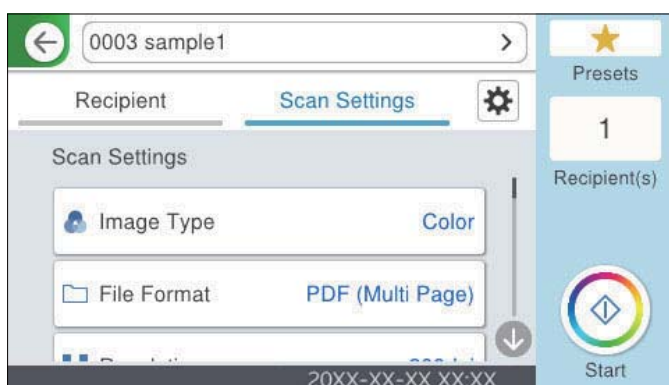 0003 sample1
Presets
Recipient
Scan Settings
1
Recipient(s)
Scan Settings
Image Type
Color
File Format
PDF (Multi Page)
20XX-XX-XX XX:XX
Start